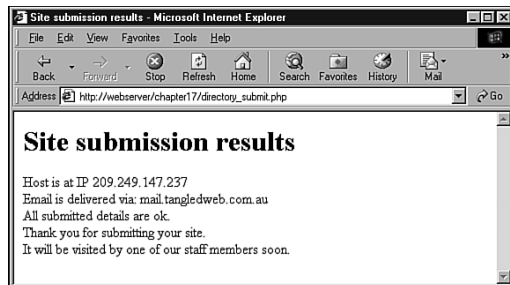 Site submission results - Microsoft Internet Explorer
File Edit View Favorites Tools Help
Back Forward Stop Refresh Home Search Favorites History Mail »
Address http://webserver/chapter17/directory_submit.php Go
Site submission results
Host is at IP 209.249.147.237
Email is delivered via: mail.tangledweb.com.au
All submitted details are ok.
Thank you for submitting your site.
It will be visited by one of our staff members soon.